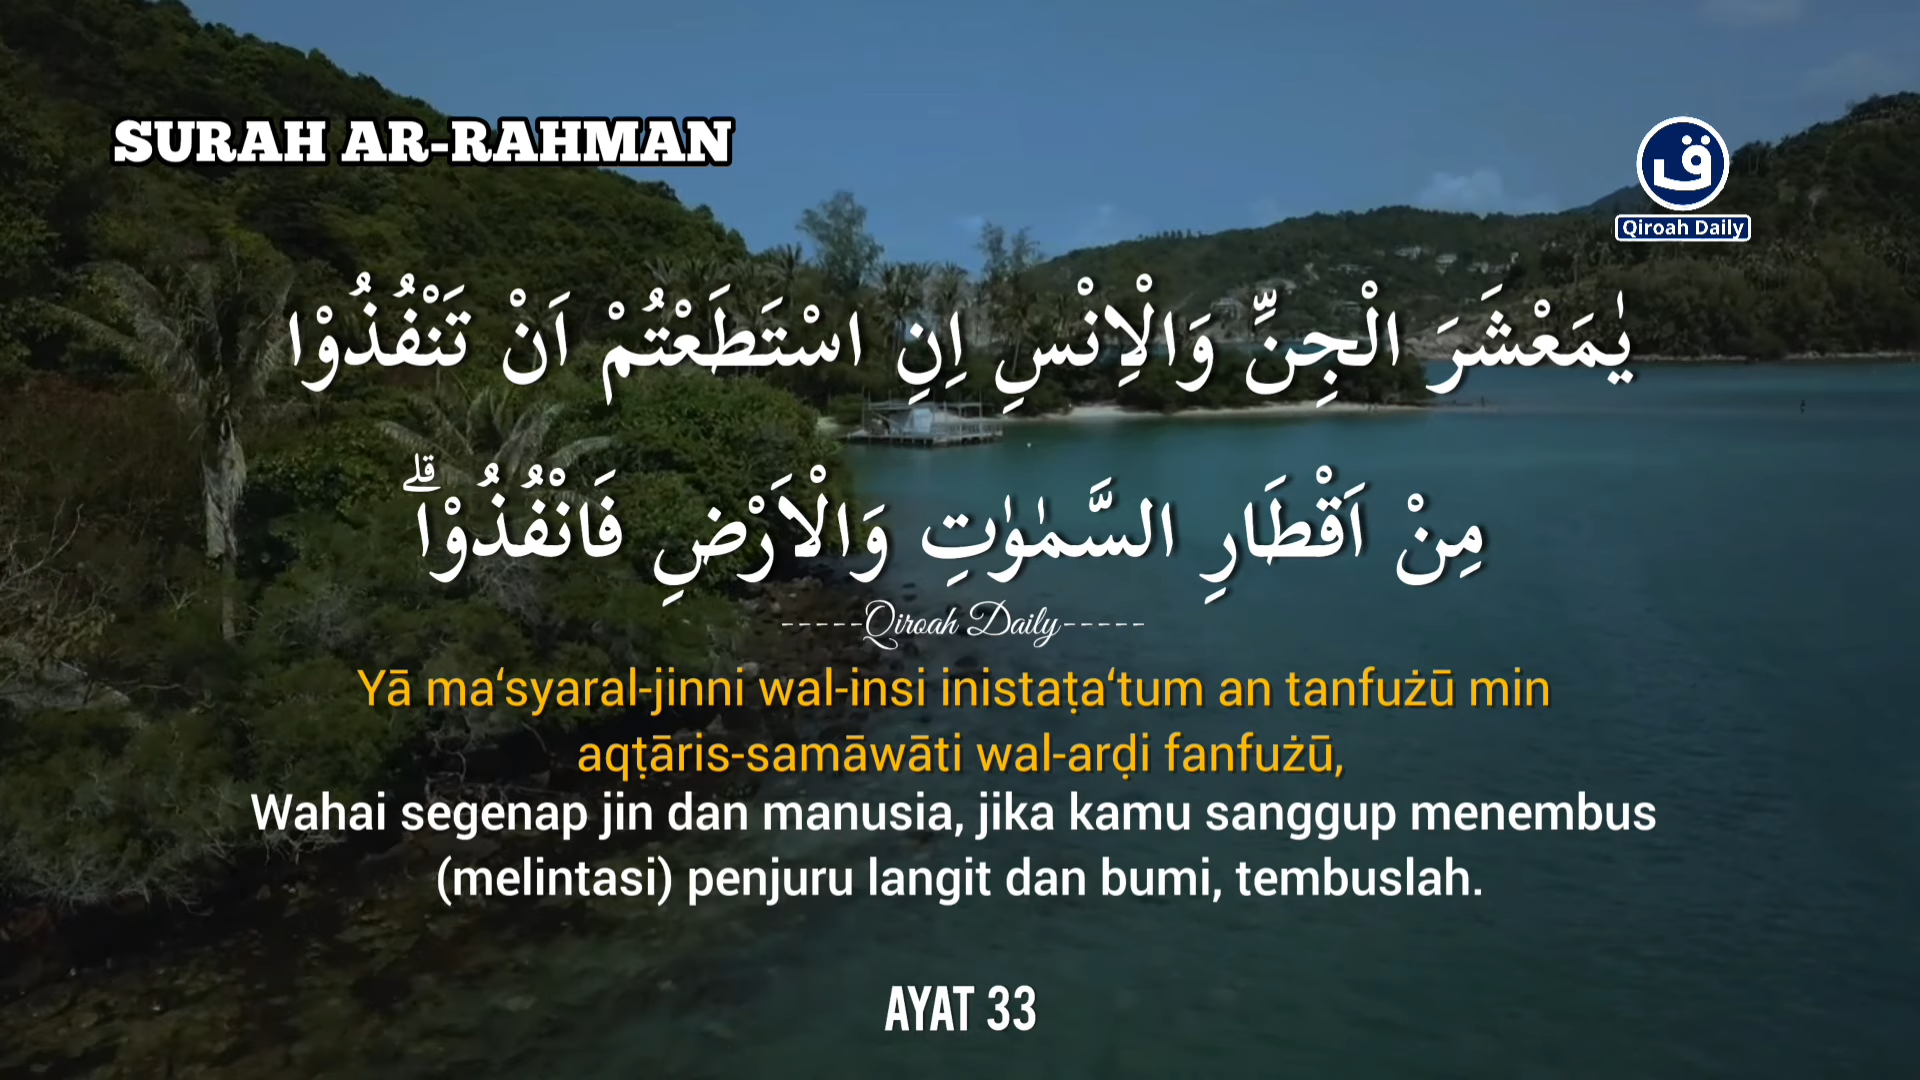 SURAH AR-RAHMAN
ق
Qiroah Daily
يٰمَعْشَرَ الْجِنِّ وَالْاِنْسِ اِنِ اسْتَطَعْتُمْ اَنْ تَنْفُذُوْا
مِنْ اَقْطَارِ السَّمٰوٰتِ وَالْاَرْضِ فَانْفُذُوْاۗ
-----Qiroah Daily-----
Yā ma‘syaral-jinni wal-insi inistaṭa‘tum an tanfużū min
aqṭāris-samāwāti wal-arḍi fanfużū,
Wahai segenap jin dan manusia, jika kamu sanggup menembus
(melintasi) penjuru langit dan bumi, tembuslah.
AYAT 33